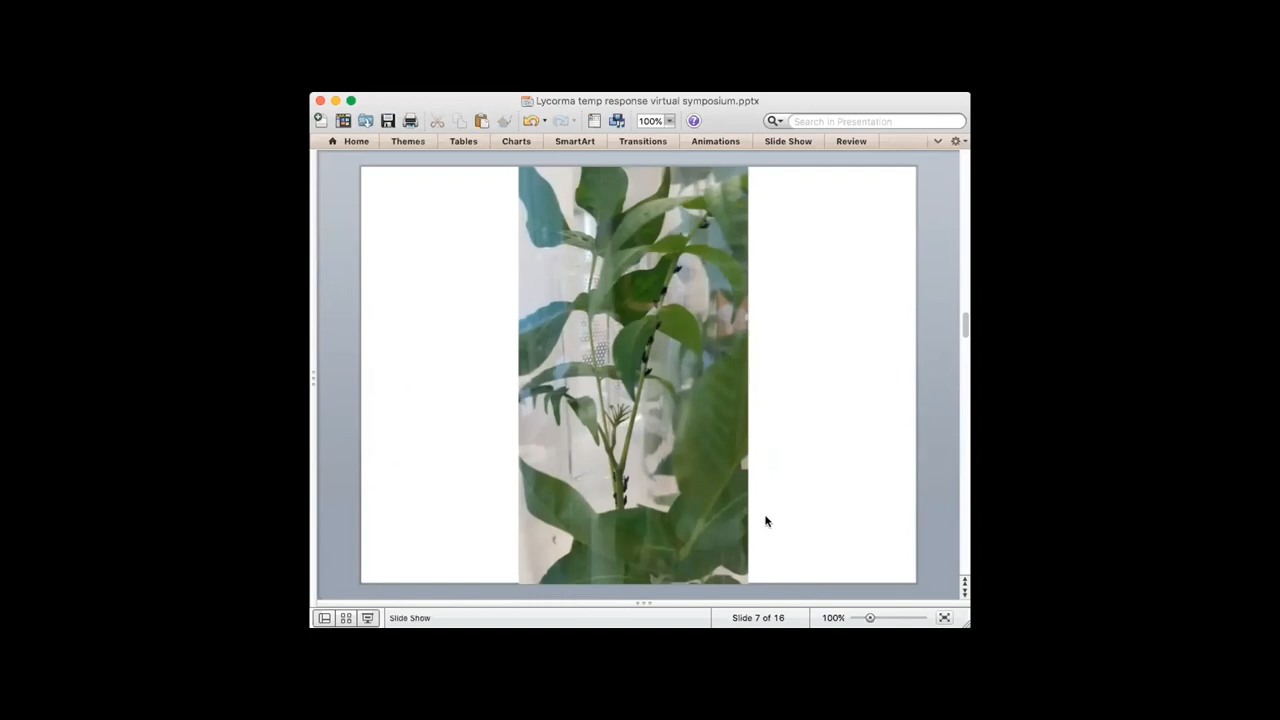 Lycorma temp response virtual symposium.pptx
100%
Search in Presentation
Home Themes Tables Charts SmartArt Transitions Animations Slide Show Review
Slide Show Slide 7 of 16 100%